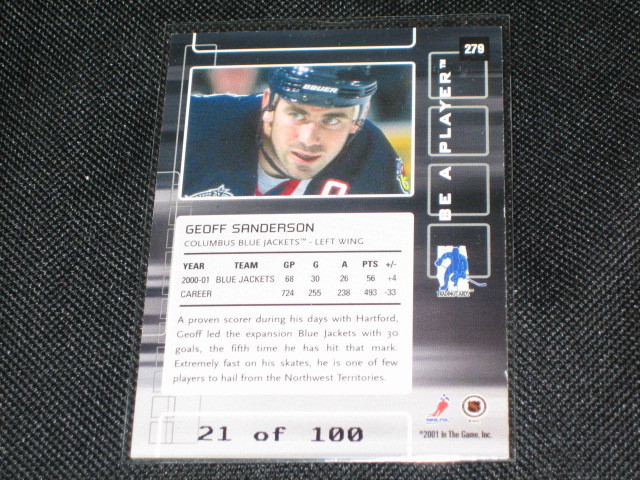 279
BE A PLAYER™
BAUER
GEOFF SANDERSON
COLUMBUS BLUE JACKETS™ - LEFT WING
YEAR TEAM GP G A PTS +/-
2000-01 BLUE JACKETS 68 30 26 56 +4
CAREER 724 255 238 493 -33
A proven scorer during his days with Hartford,
Geoff led the expansion Blue Jackets with 30
goals, the fifth time he has hit that mark.
Extremely fast on his skates, he is one of few
players to hail from the Northwest Territories.
21 of 100
©2001 In The Game, Inc.